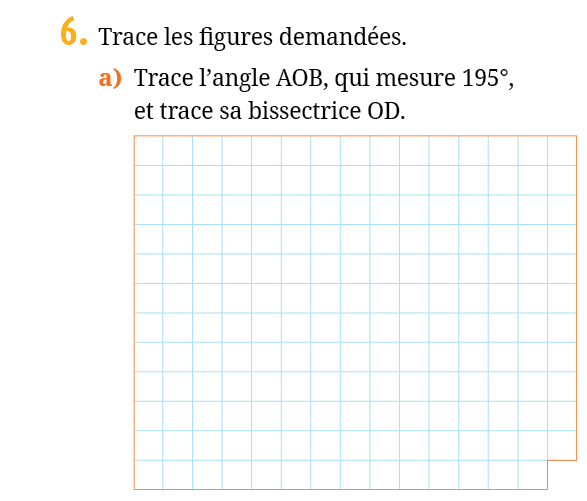 6. Trace les figures demandées.
a) Trace l’angle AOB, qui mesure 195°,
et trace sa bissectrice OD.